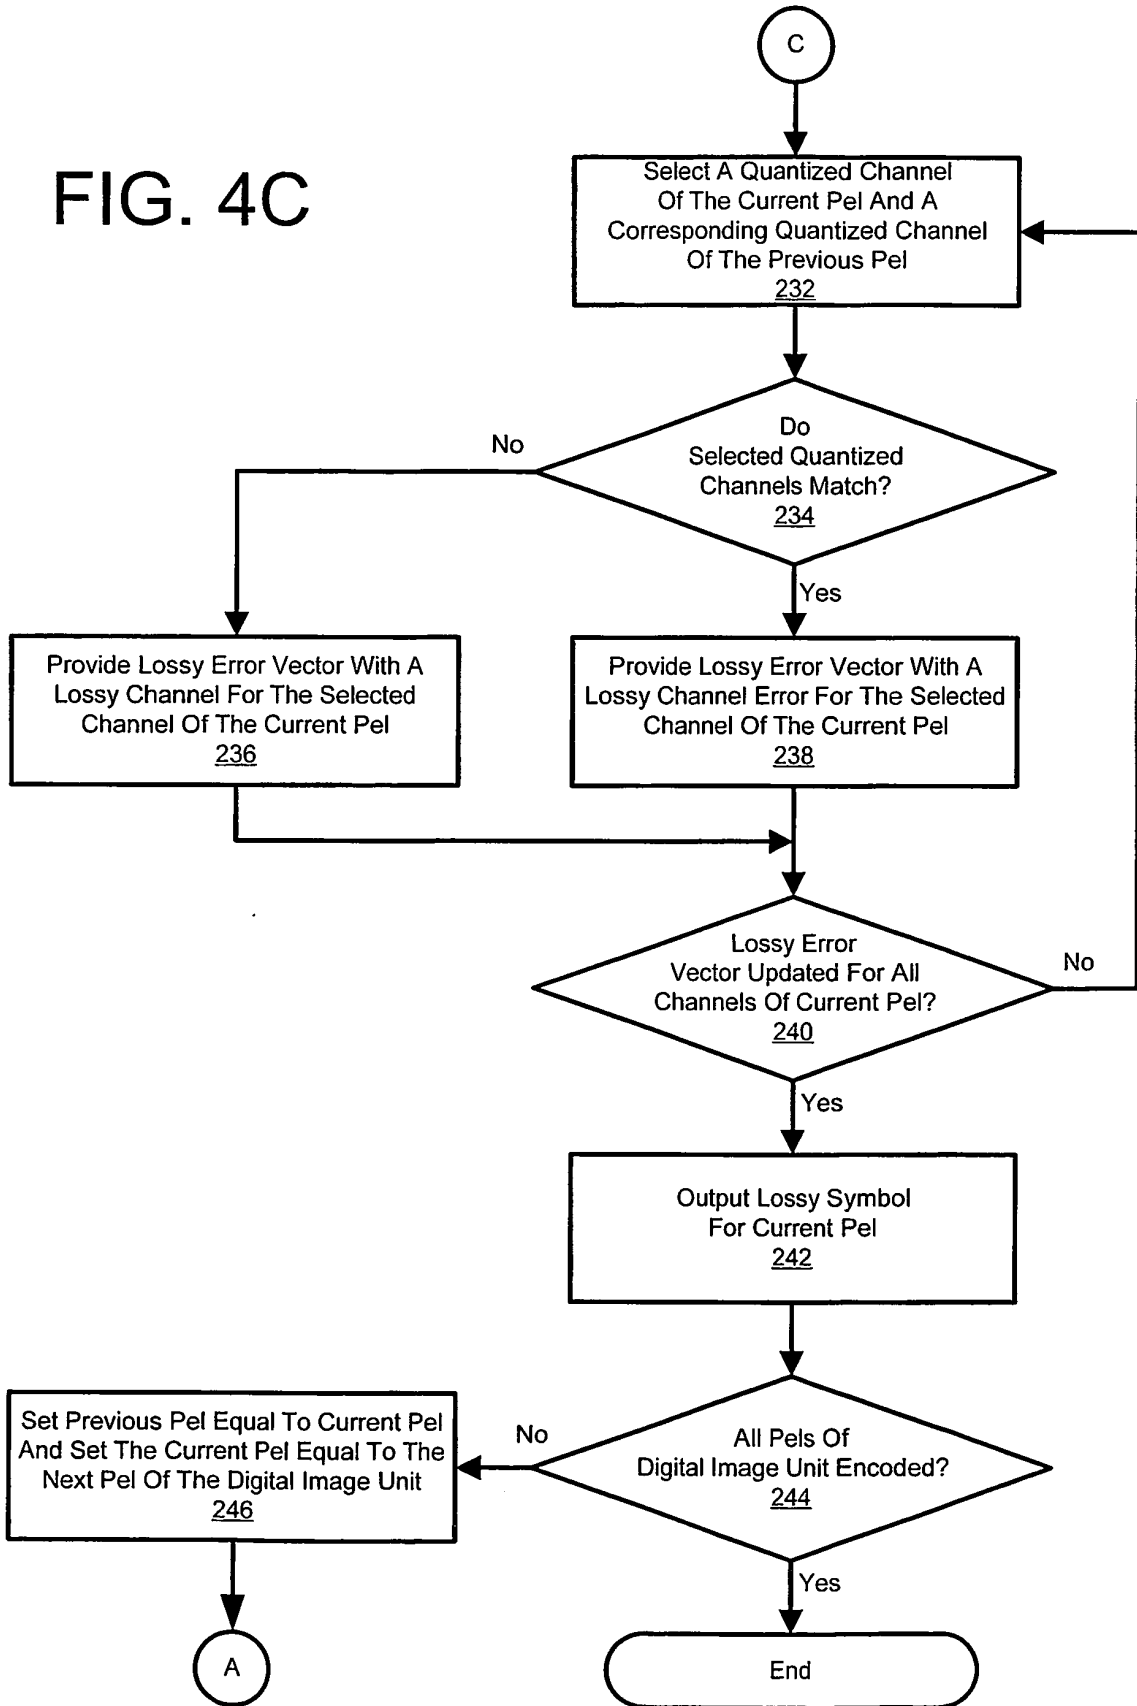 C
FIG. 4C
Select A Quantized Channel
Of The Current Pel And A
Corresponding Quantized Channel
Of The Previous Pel
232
Do
Selected Quantized
Channels Match?
234
No
Yes
Provide Lossy Error Vector With A
Lossy Channel For The Selected
Channel Of The Current Pel
236
Provide Lossy Error Vector With A
Lossy Channel Error For The Selected
Channel Of The Current Pel
238
Lossy Error
Vector Updated For All
Channels Of Current Pel?
240
No
Yes
Output Lossy Symbol
For Current Pel
242
All Pels Of
Digital Image Unit Encoded?
244
No
Set Previous Pel Equal To Current Pel
And Set The Current Pel Equal To The
Next Pel Of The Digital Image Unit
246
Yes
A
End